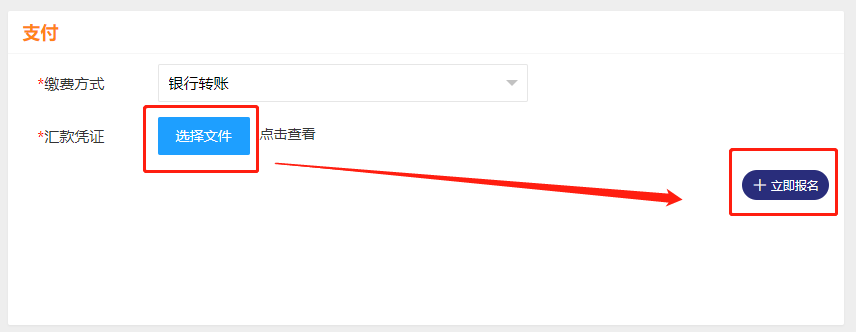 支付
*缴费方式
银行转账
*汇款凭证
选择文件
点击查看
立即报名